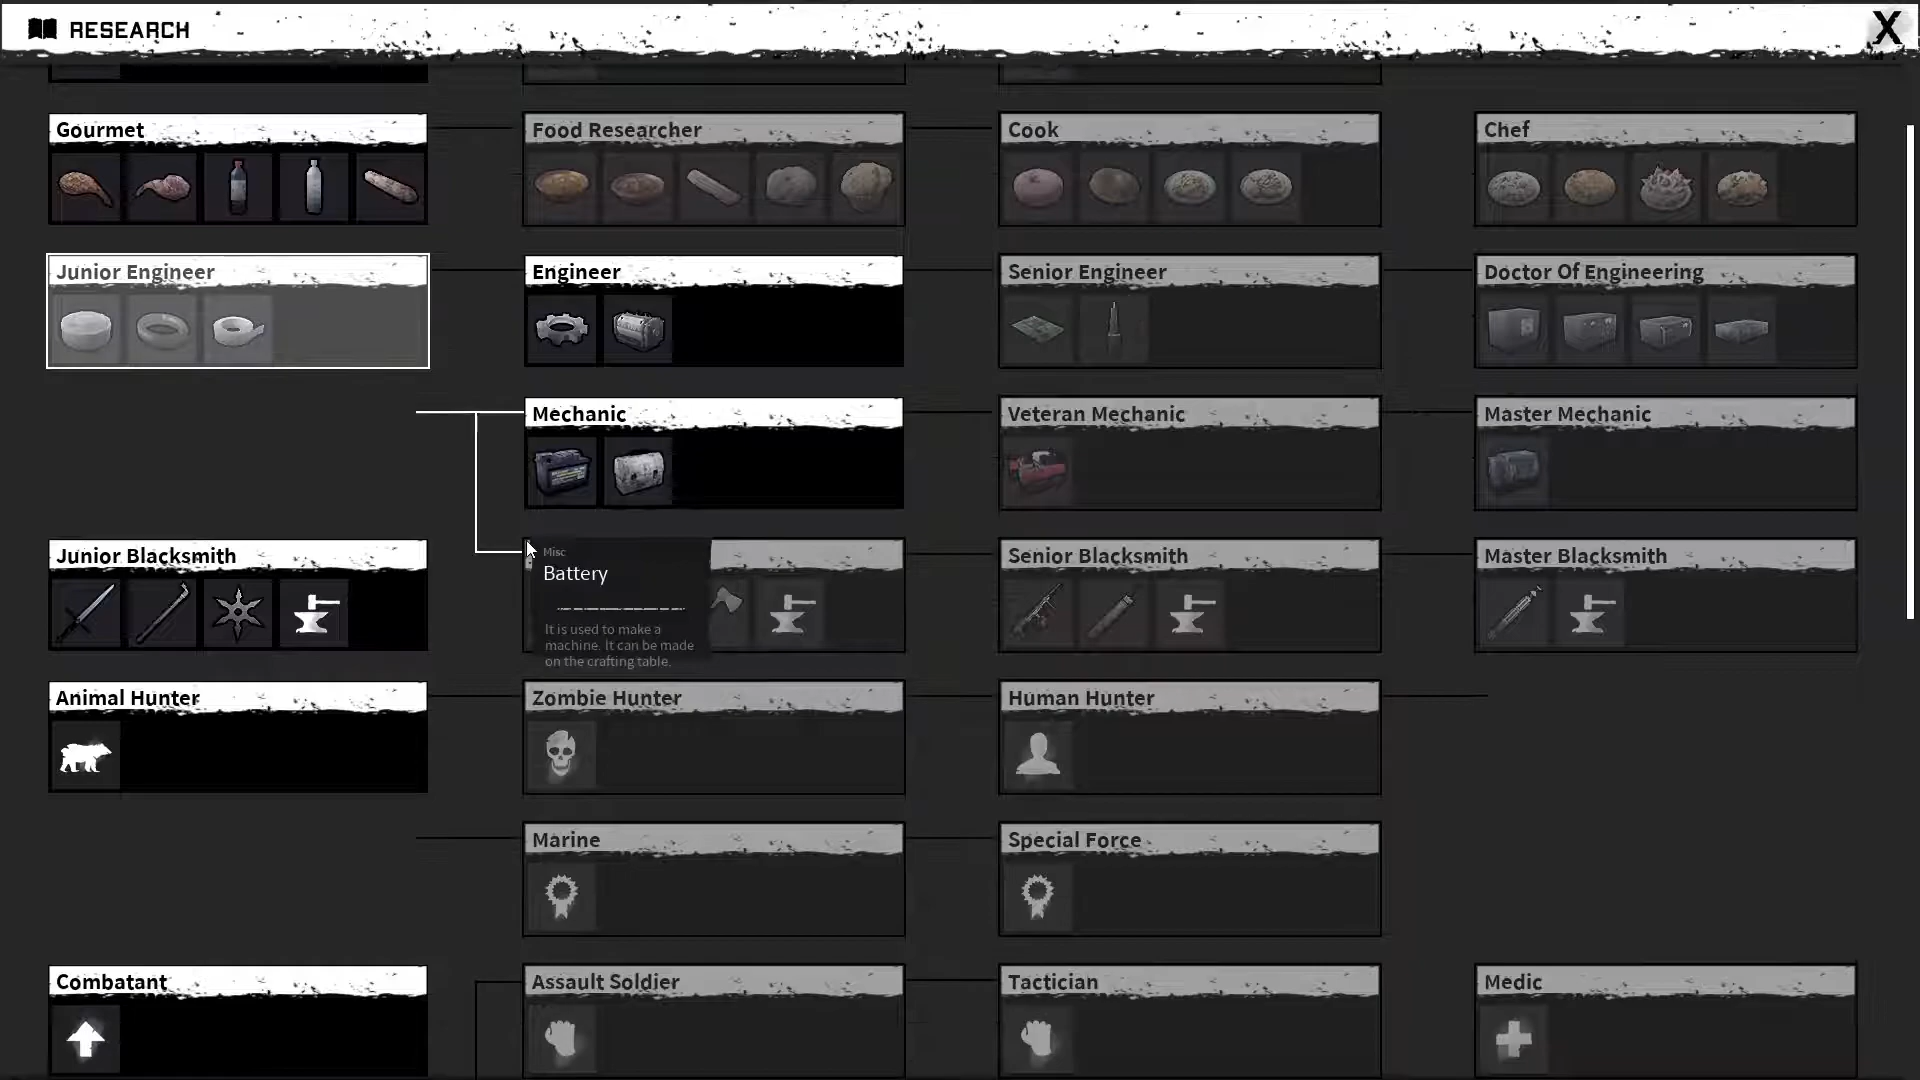 RESEARCH
X
Gourmet
Food Researcher
Cook
Chef
Junior Engineer
Engineer
Senior Engineer
Doctor Of Engineering
Mechanic
Veteran Mechanic
Master Mechanic
Junior Blacksmith
Misc
Battery
It is used to make a
machine. It can be made
on the crafting table.
Senior Blacksmith
Master Blacksmith
Animal Hunter
Zombie Hunter
Human Hunter
Marine
Special Force
Combatant
Assault Soldier
Tactician
Medic